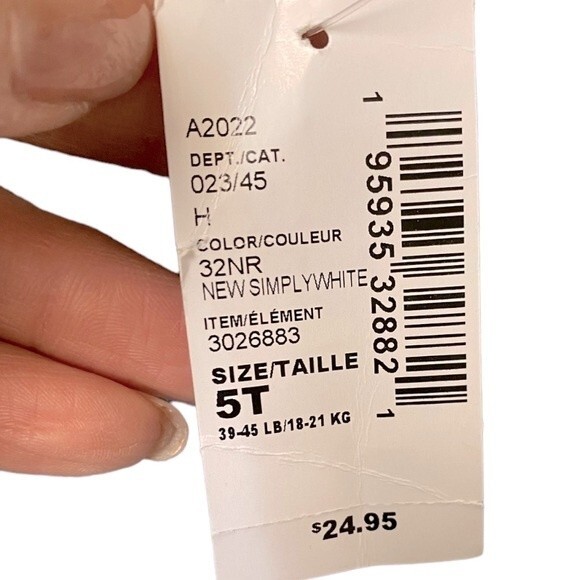 A2022
DEPT./CAT.
023/45
H
COLOR/COULEUR
32NR
NEW SIMPLYWHITE
ITEM/ÉLÉMENT
3026883
SIZE/TAILLE
5T
39-45 LB/18-21 KG
1 95935 32882 1
$24.95